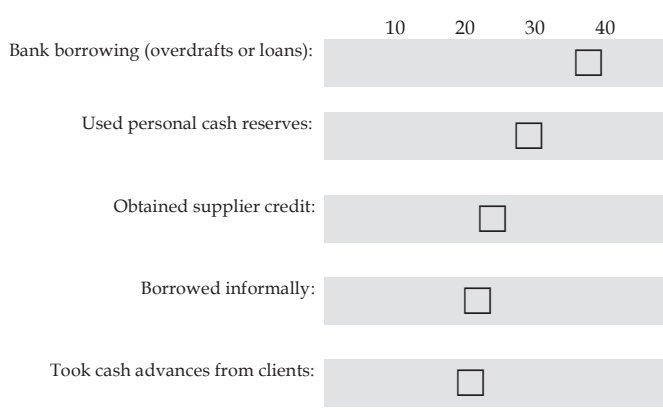 10 20 30 40
Bank borrowing (overdrafts or loans):
Used personal cash reserves:
Obtained supplier credit:
Borrowed informally:
Took cash advances from clients: